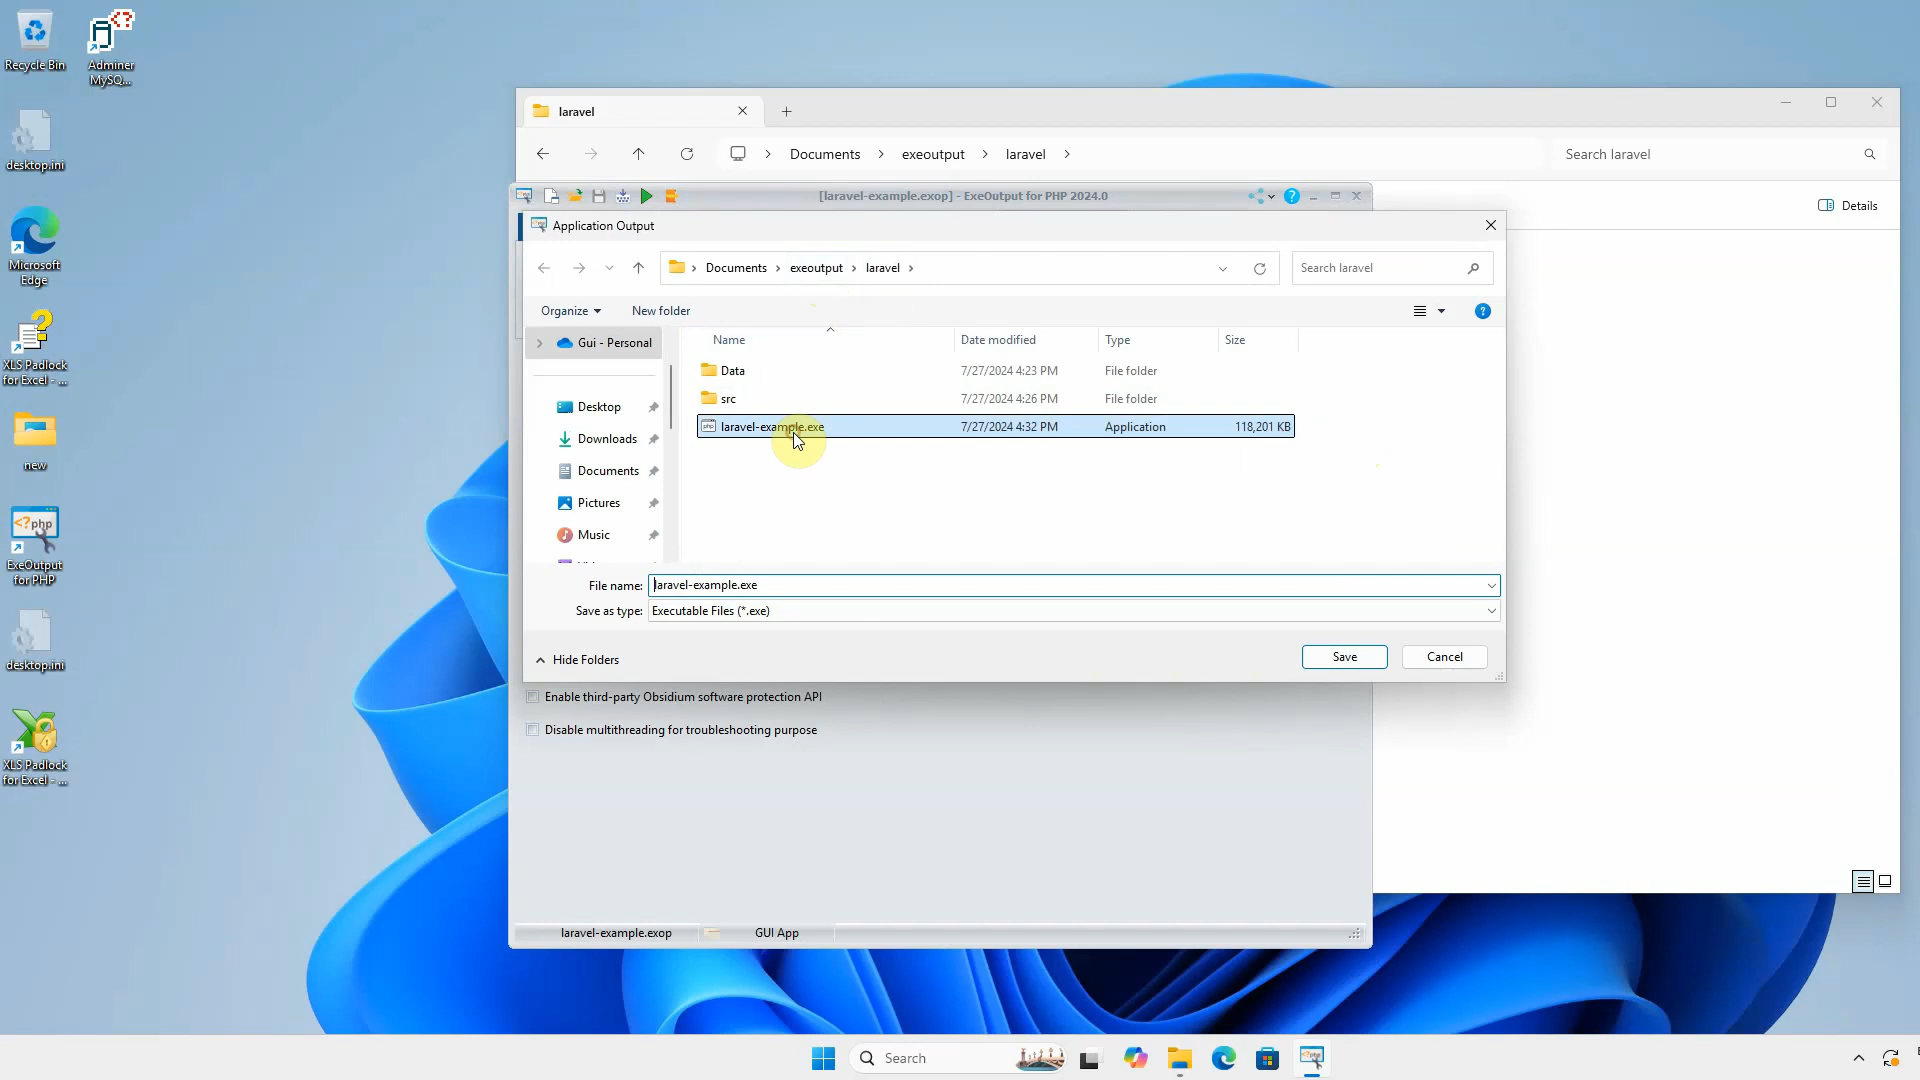 Recycle Bin
Adminer
MySQ...
desktop.ini
Microsoft
Edge
XLS Padlock
for Excel - ...
new
<?php
ExeOutput
for PHP
desktop.ini
XLS Padlock
for Excel - ...
laravel
Documents > exeoutput > laravel >
Search laravel
Details
[laravel-example.exop] - ExeOutput for PHP 2024.0
Application Output
Documents > exeoutput > laravel >
Search laravel
Organize
New folder
Gui - Personal
Desktop
Downloads
Documents
Pictures
Music
Name
Date modified
Type
Size
Data
7/27/2024 4:23 PM
File folder
src
7/27/2024 4:26 PM
File folder
laravel-example.exe
7/27/2024 4:32 PM
Application
118,201 KB
File name:
laravel-example.exe
Save as type:
Executable Files (*.exe)
Hide Folders
Save
Cancel
Enable third-party Obsidium software protection API
Disable multithreading for troubleshooting purpose
laravel-example.exop
GUI App
Search